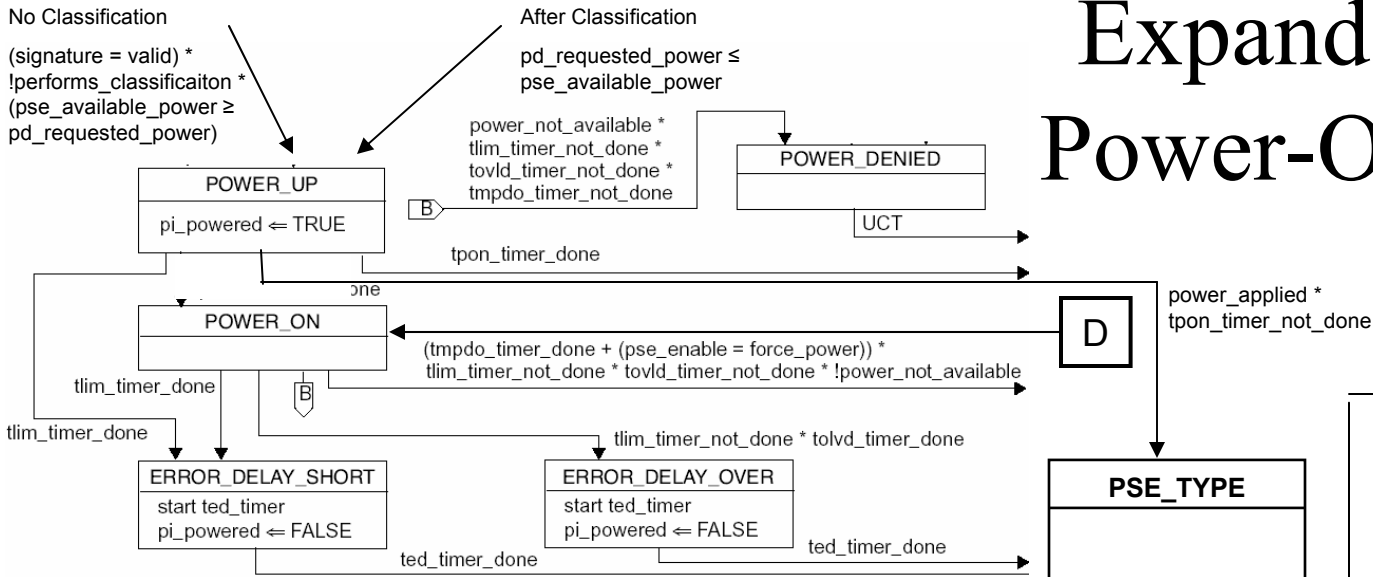 No Classification
(signature = valid) *
!performs_classificaiton *
(pse_available_power ≥
pd_requested_power)
After Classification
pd_requested_power ≤
pse_available_power
Expand
Power-O
power_not_available *
tlim_timer_not_done *
tovld_timer_not_done *
tmpdo_timer_not_done
B
POWER_DENIED
UCT
POWER_UP
pi_powered ⇐ TRUE
tpon_timer_done
one
power_applied *
tpon_timer_not_done
D
POWER_ON
(tmpdo_timer_done + (pse_enable = force_power)) *
tlim_timer_not_done * tovld_timer_not_done * !power_not_available
tlim_timer_done
B
tlim_timer_done
tlim_timer_not_done * tolvd_timer_done
ERROR_DELAY_SHORT
start ted_timer
pi_powered ⇐ FALSE
ted_timer_done
ERROR_DELAY_OVER
start ted_timer
pi_powered ⇐ FALSE
ted_timer_done
PSE_TYPE